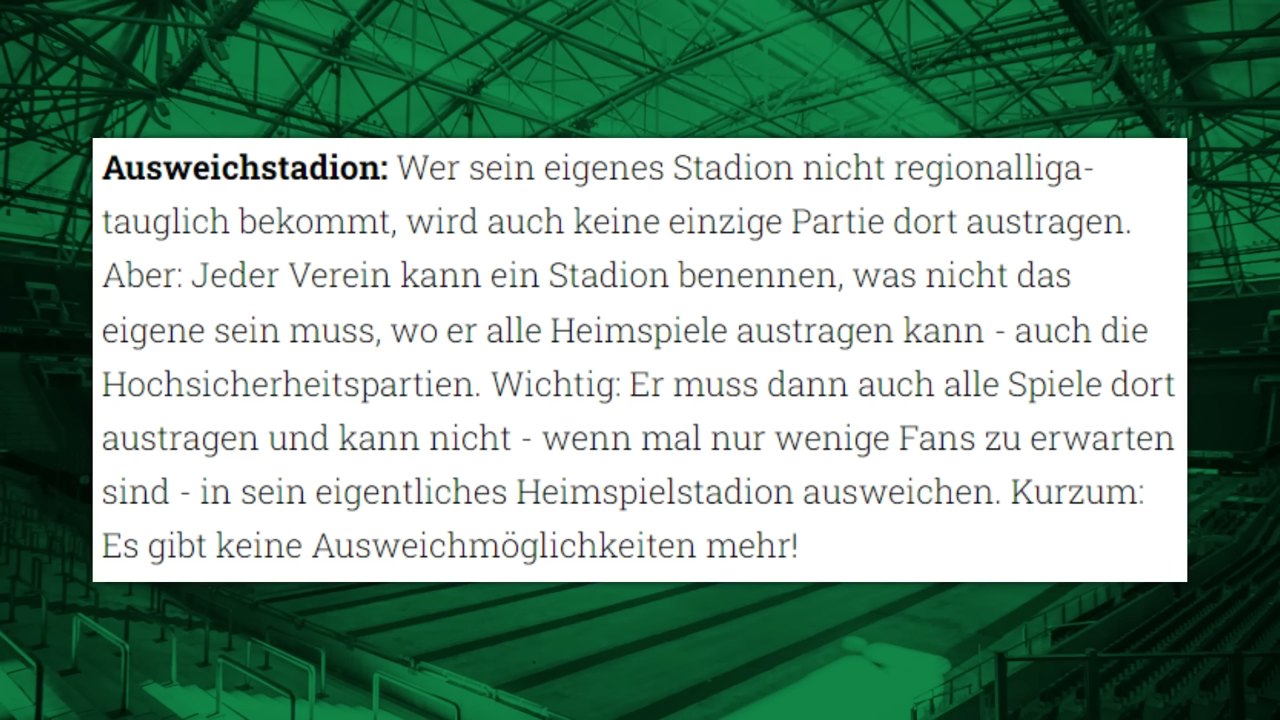 Ausweichstadion: Wer sein eigenes Stadion nicht regionalliga-
tauglich bekommt, wird auch keine einzige Partie dort austragen.
Aber: Jeder Verein kann ein Stadion benennen, was nicht das
eigene sein muss, wo er alle Heimspiele austragen kann - auch die
Hochsicherheitspartien. Wichtig: Er muss dann auch alle Spiele dort
austragen und kann nicht - wenn mal nur wenige Fans zu erwarten
sind - in sein eigentliches Heimspielstadion ausweichen. Kurzum:
Es gibt keine Ausweichmöglichkeiten mehr!